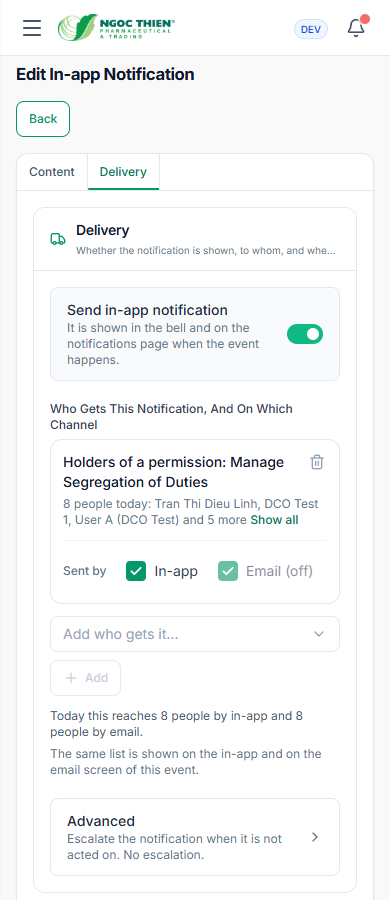 NGOC THIEN®
PHARMACEUTICAL
& TRADING
DEV
Edit In-app Notification
Back
Content
Delivery
Delivery
Whether the notification is shown, to whom, and whe...
Send in-app notification
It is shown in the bell and on the
notifications page when the event
happens.
Who Gets This Notification, And On Which
Channel
Holders of a permission: Manage
Segregation of Duties
8 people today: Tran Thi Dieu Linh, DCO Test
1, User A (DCO Test) and 5 more Show all
Sent by
In-app
Email (off)
Add who gets it...
Add
Today this reaches 8 people by in-app and 8
people by email.
The same list is shown on the in-app and on the
email screen of this event.
Advanced
Escalate the notification when it is not
acted on. No escalation.